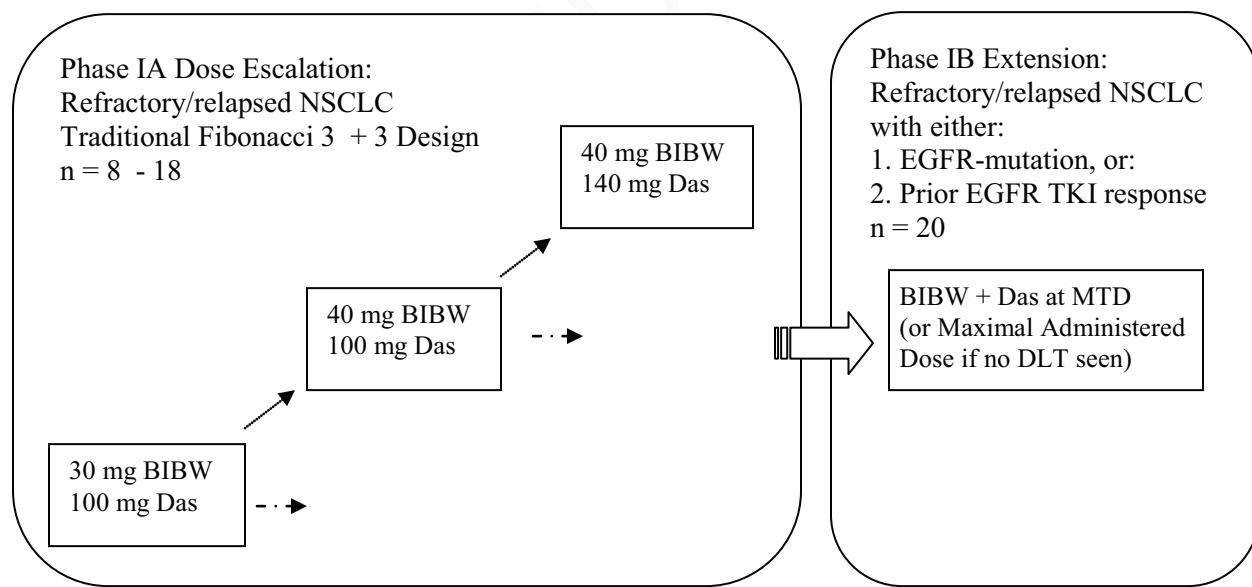 Phase IA Dose Escalation:
Refractory/relapsed NSCLC
Traditional Fibonacci 3 + 3 Design
n = 8 - 18
40 mg BIBW
140 mg Das
40 mg BIBW
100 mg Das
30 mg BIBW
100 mg Das
Phase IB Extension:
Refractory/relapsed NSCLC
with either:
1. EGFR-mutation, or:
2. Prior EGFR TKI response
n = 20
BIBW + Das at MTD
(or Maximal Administered
Dose if no DLT seen)